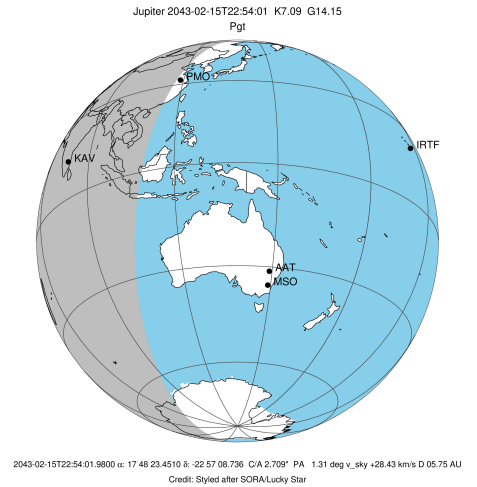 Jupiter 2043-02-15T22:54:01 K7.09 G14.15
Pgt
PMO
IRTF
KAV
AAT
MSO
2043-02-15T22:54:01.9800 α: 17 48 23.4510 δ: -22 57 08.736 C/A 2.709" PA 1.31 deg v_sky +28.43 km/s D 05.75 AU
Credit: Styled after SORA/Lucky Star